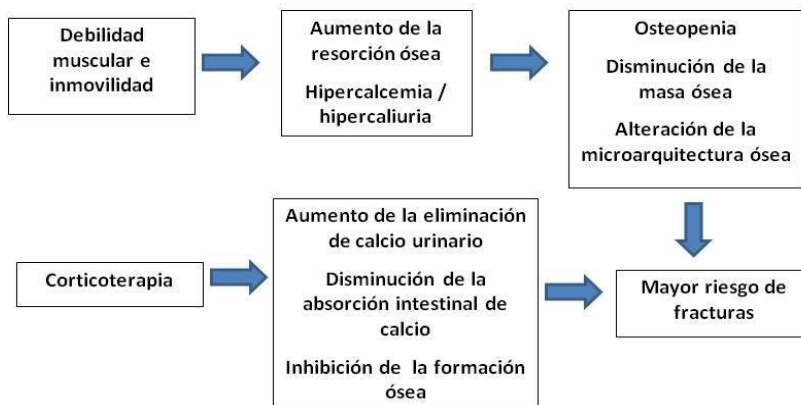 Debilidad
muscular e
inmovilidad
Aumento de la
resorción ósea
Hipercalcemia /
hipercaliuria
Osteopenia
Disminución de la
masa ósea
Alteración de la
microarquitectura ósea
Corticoterapia
Aumento de la eliminación
de calcio urinario
Disminución de la
absorción intestinal de
calcio
Inhibición de la formación
ósea
Mayor riesgo de
fracturas